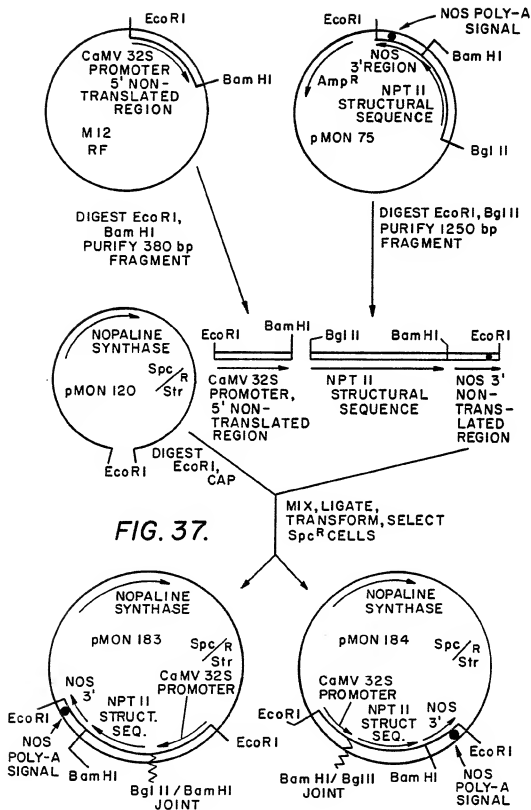 EcoRI
CaMV 32S
PROMOTER
5' NON-
TRANSLATED
REGION
Bam HI
M12
RF
EcoRI
NOS POLY-A
SIGNAL
Bam HI
NOS
3' REGION
AmpR
NPT II
STRUCTURAL
SEQUENCE
pMON 75
Bgl II
DIGEST EcoRI,
Bam HI
PURIFY 380 bp
FRAGMENT
DIGEST EcoRI, Bgl II
PURIFY 1250 bp
FRAGMENT
NOPALINE
SYNTHASE
Spc/Str R
pMON 120
EcoRI
EcoRI
BamHI
CaMV 32S
PROMOTER,
5' NON-
TRANSLATED
REGION
Bgl II
BamHI
EcoRI
NPT II
STRUCTURAL
SEQUENCE
NOS 3'
NON-
TRANS-
LATED
REGION
DIGEST
EcoRI,
CAP
MIX, LIGATE,
TRANSFORM, SELECT
SpcR CELLS
FIG. 37.
NOPALINE
SYNTHASE
pMON 183
Spc/Str R
CaMV 32S
PROMOTER
NOS
3'
NPT II
STRUCT.
SEQ.
EcoRI
EcoRI
NOS
POLY-A
SIGNAL
Bam HI
Bgl II / BamHI
JOINT
NOPALINE
SYNTHASE
pMON 184
Spc/Str R
CaMV 32S
PROMOTER
NPT II
STRUCT
SEQ.
NOS
3'
EcoRI
EcoRI
Bam HI/ BglII
JOINT
BamHI
NOS
POLY-A
SIGNAL